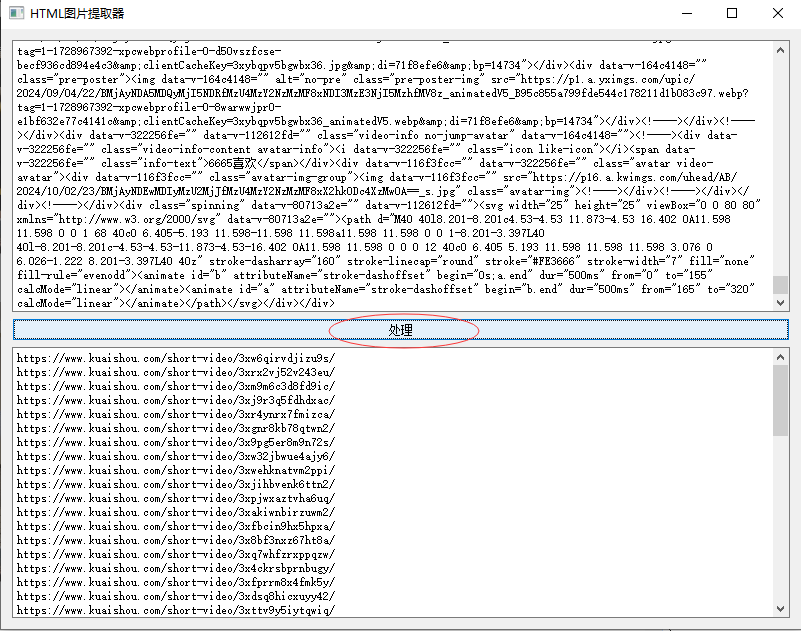 HTML图片提取器
tag=1-1728967392-xpcwebprofile-0-d50vszfcse-
becf936cd894e4c3&amp;clientCacheKey=3xybqpv5bgwbx36.jpg&amp;di=71f8efe6&amp;bp=14734"></div><div data-v-164c4148=""
class="pre-poster"><img data-v-164c4148="" alt="no-pre" class="pre-poster-img" src="https://p1.a.yximgs.com/upic/
2024/09/04/22/BMjAyNDA5MDQyMjI5NDRfMzU4MzY2NzMzMF8xNDI3MzE3NjI5MzhfMV8z_animatedV5_B95c855a799fde544c178211d1b083c97.webp?
tag=1-1728967392-xpcwebprofile-0-8warwwjpr0-
e1bf632e77c4141c&amp;clientCacheKey=3xybqpv5bgwbx36_animatedV5.webp&amp;di=71f8efe6&amp;bp=14734"></div><!----></div><!--
--></div><div data-v-322256fe="" data-v-112612fd="" class="video-info no-jump-avatar" data-v-164c4148=""><!----><div data-
v-322256fe="" class="video-info-content avatar-info"><i data-v-322256fe="" class="icon like-icon"></i><span data-
v-322256fe="" class="info-text">6665喜欢</span></div><div data-v-116f3fcc="" data-v-322256fe="" class="avatar video-
avatar"><div data-v-116f3fcc="" class="avatar-img-group"><img data-v-116f3fcc="" src="https://p16.a.kwimgs.com/uhead/AB/
2024/10/02/23/BMjAyNDEwMDIyMzU2MjJfMzU4MzY2NzMzMF8xX2hkODc4XzMwOA==_s.jpg" class="avatar-img"><!----></div><!----></div></
div><!----></div><div class="spinning" data-v-80713a2e="" data-v-112612fd=""><svg width="25" height="25" viewBox="0 0 80 80"
xmlns="http://www.w3.org/2000/svg" data-v-80713a2e=""><path d="M40 40l8.201-8.201c4.53-4.53 11.873-4.53 16.402 0A11.598
11.598 0 0 1 68 40c0 6.405-5.193 11.598-11.598 11.598a11.598 11.598 0 0 1-8.201-3.397L40
40l-8.201-8.201c-4.53-4.53-11.873-4.53-16.402 0A11.598 11.598 0 0 0 12 40c0 6.405 5.193 11.598 11.598 11.598 3.076 0
6.026-1.222 8.201-3.397L40 40z" stroke-dasharray="160" stroke-linecap="round" stroke="#FE3666" stroke-width="7" fill="none"
fill-rule="evenodd"><animate id="b" attributeName="stroke-dashoffset" begin="0s;a.end" dur="500ms" from="0" to="155"
calcMode="linear"></animate><animate id="a" attributeName="stroke-dashoffset" begin="b.end" dur="500ms" from="165" to="320"
calcMode="linear"></animate></path></svg></div></div>
处理
https://www.kuaishou.com/short-video/3xw6qirvdjizu9s/
https://www.kuaishou.com/short-video/3xrx2vj52v243eu/
https://www.kuaishou.com/short-video/3xm9m6c3d8fd9ic/
https://www.kuaishou.com/short-video/3xj9r3q5fdhdxac/
https://www.kuaishou.com/short-video/3xr4ynrx7fmizca/
https://www.kuaishou.com/short-video/3xgnr8kb78qtwn2/
https://www.kuaishou.com/short-video/3x9pg5er8m9n72s/
https://www.kuaishou.com/short-video/3xw32jbwue4ajy6/
https://www.kuaishou.com/short-video/3xwehknatvm2ppi/
https://www.kuaishou.com/short-video/3xjihbvenk6ttn2/
https://www.kuaishou.com/short-video/3xpjwxaztvha6uq/
https://www.kuaishou.com/short-video/3xakiwnbirzuwm2/
https://www.kuaishou.com/short-video/3xfbcin9hx5hpxa/
https://www.kuaishou.com/short-video/3x8bf3nxz67ht8a/
https://www.kuaishou.com/short-video/3xq7whfzrxppqzw/
https://www.kuaishou.com/short-video/3x4ckrsbprnbugy/
https://www.kuaishou.com/short-video/3xfprrm8x4fmk5y/
https://www.kuaishou.com/short-video/3xdsq8hicxuyy42/
https://www.kuaishou.com/short-video/3xttv9y5iytqwiq/